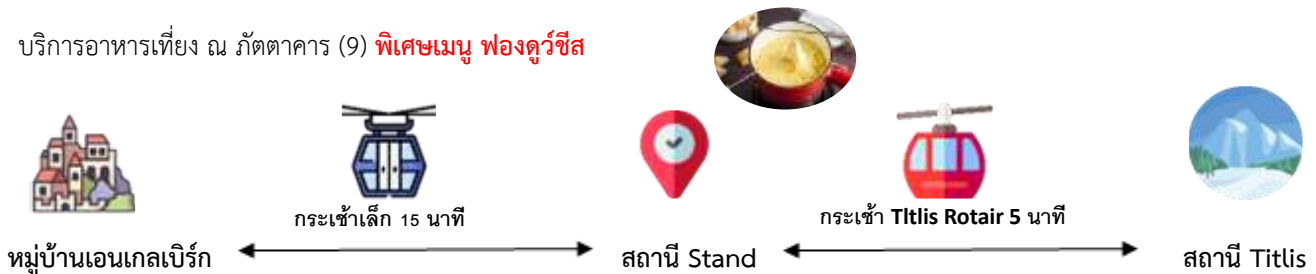 บริการอาหารเที่ยง ณ ภัตตาคาร (9) พิเศษเมนู ฟองดูว์ชีส
กระเช้าเล็ก 15 นาที
กระเช้า Tltlis Rotair 5 นาที
หมู่บ้านเอนเกลเบิร์ก
สถานี Stand
สถานี Titlis